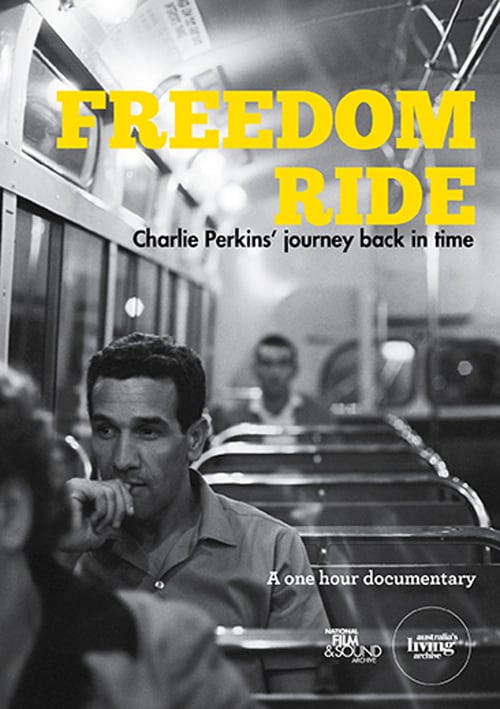 FREEDOM
RIDE
Charlie Perkins' journey back in time
A one hour documentary
NATIONAL
FILM
&SOUND
ARCHIVE
australia's
living
archive